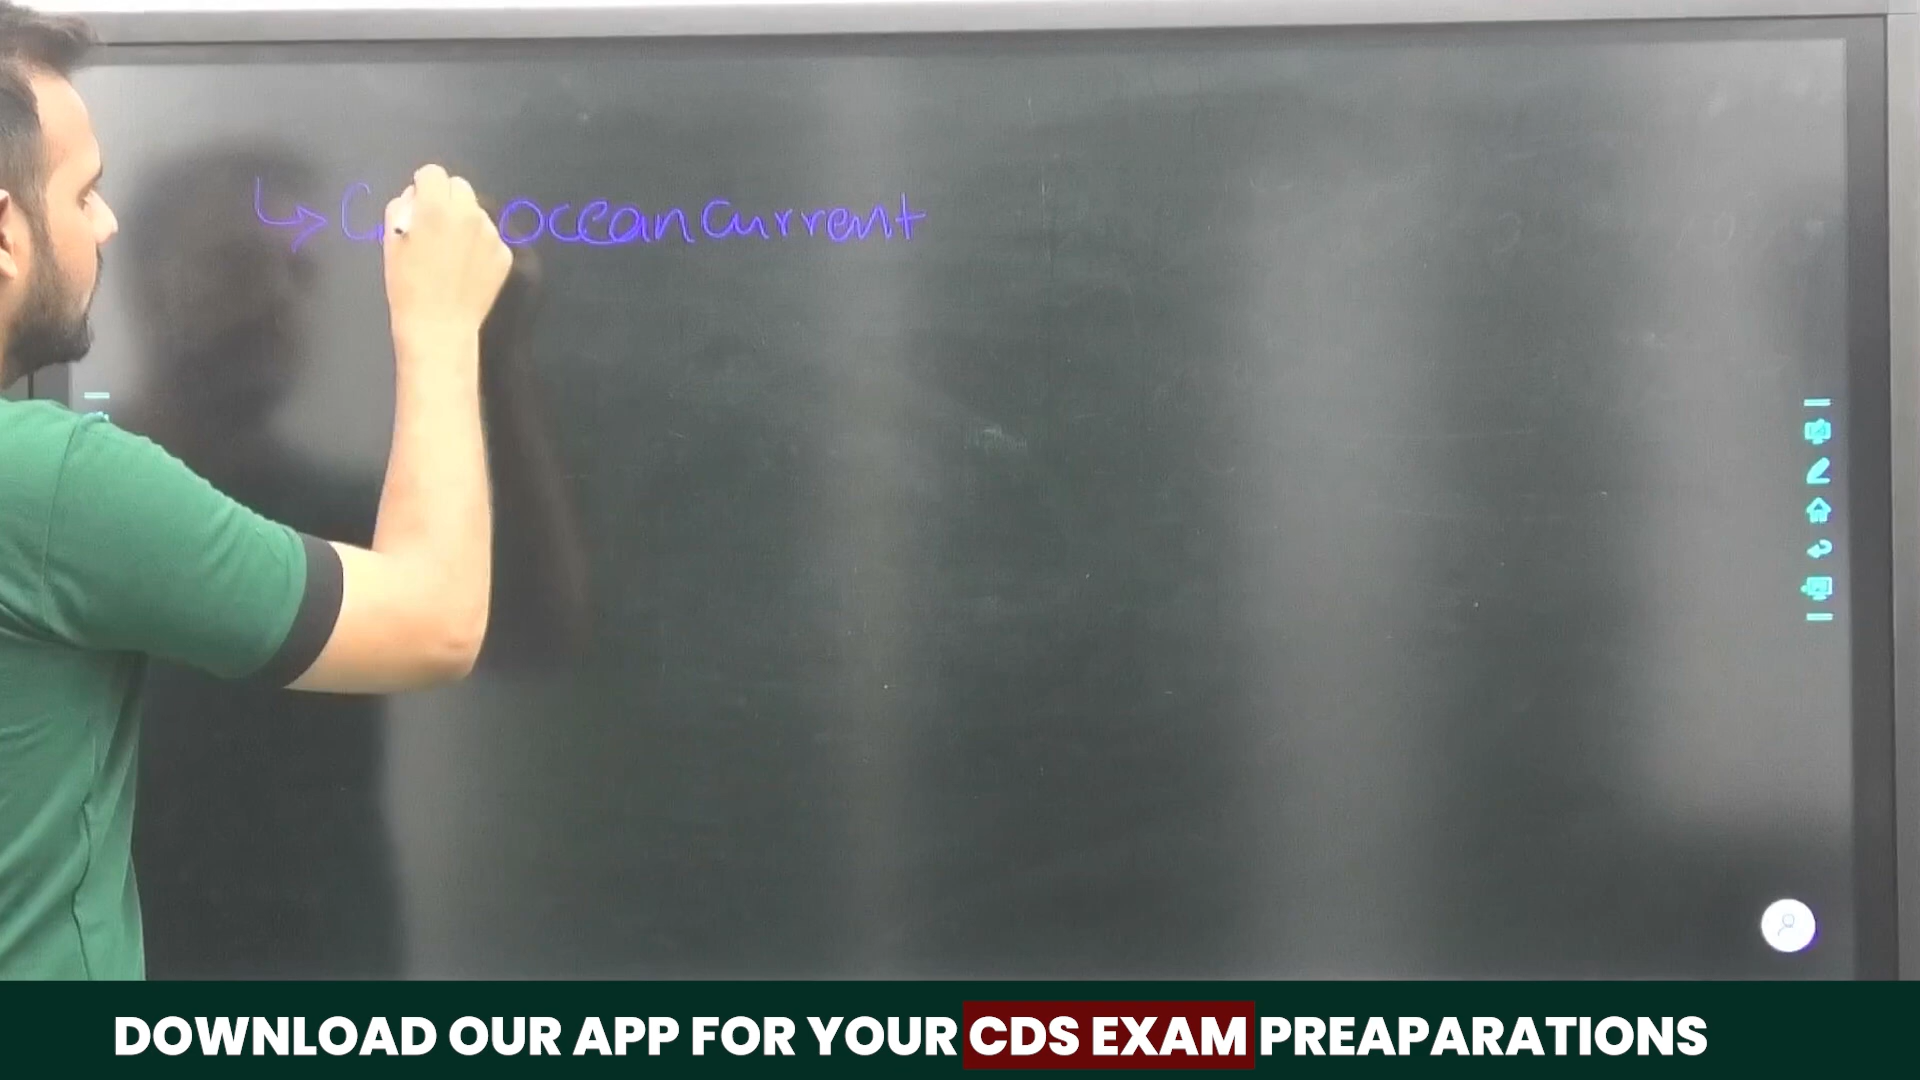 ocean current
DOWNLOAD OUR APP FOR YOUR CDS EXAM PREAPARATIONS